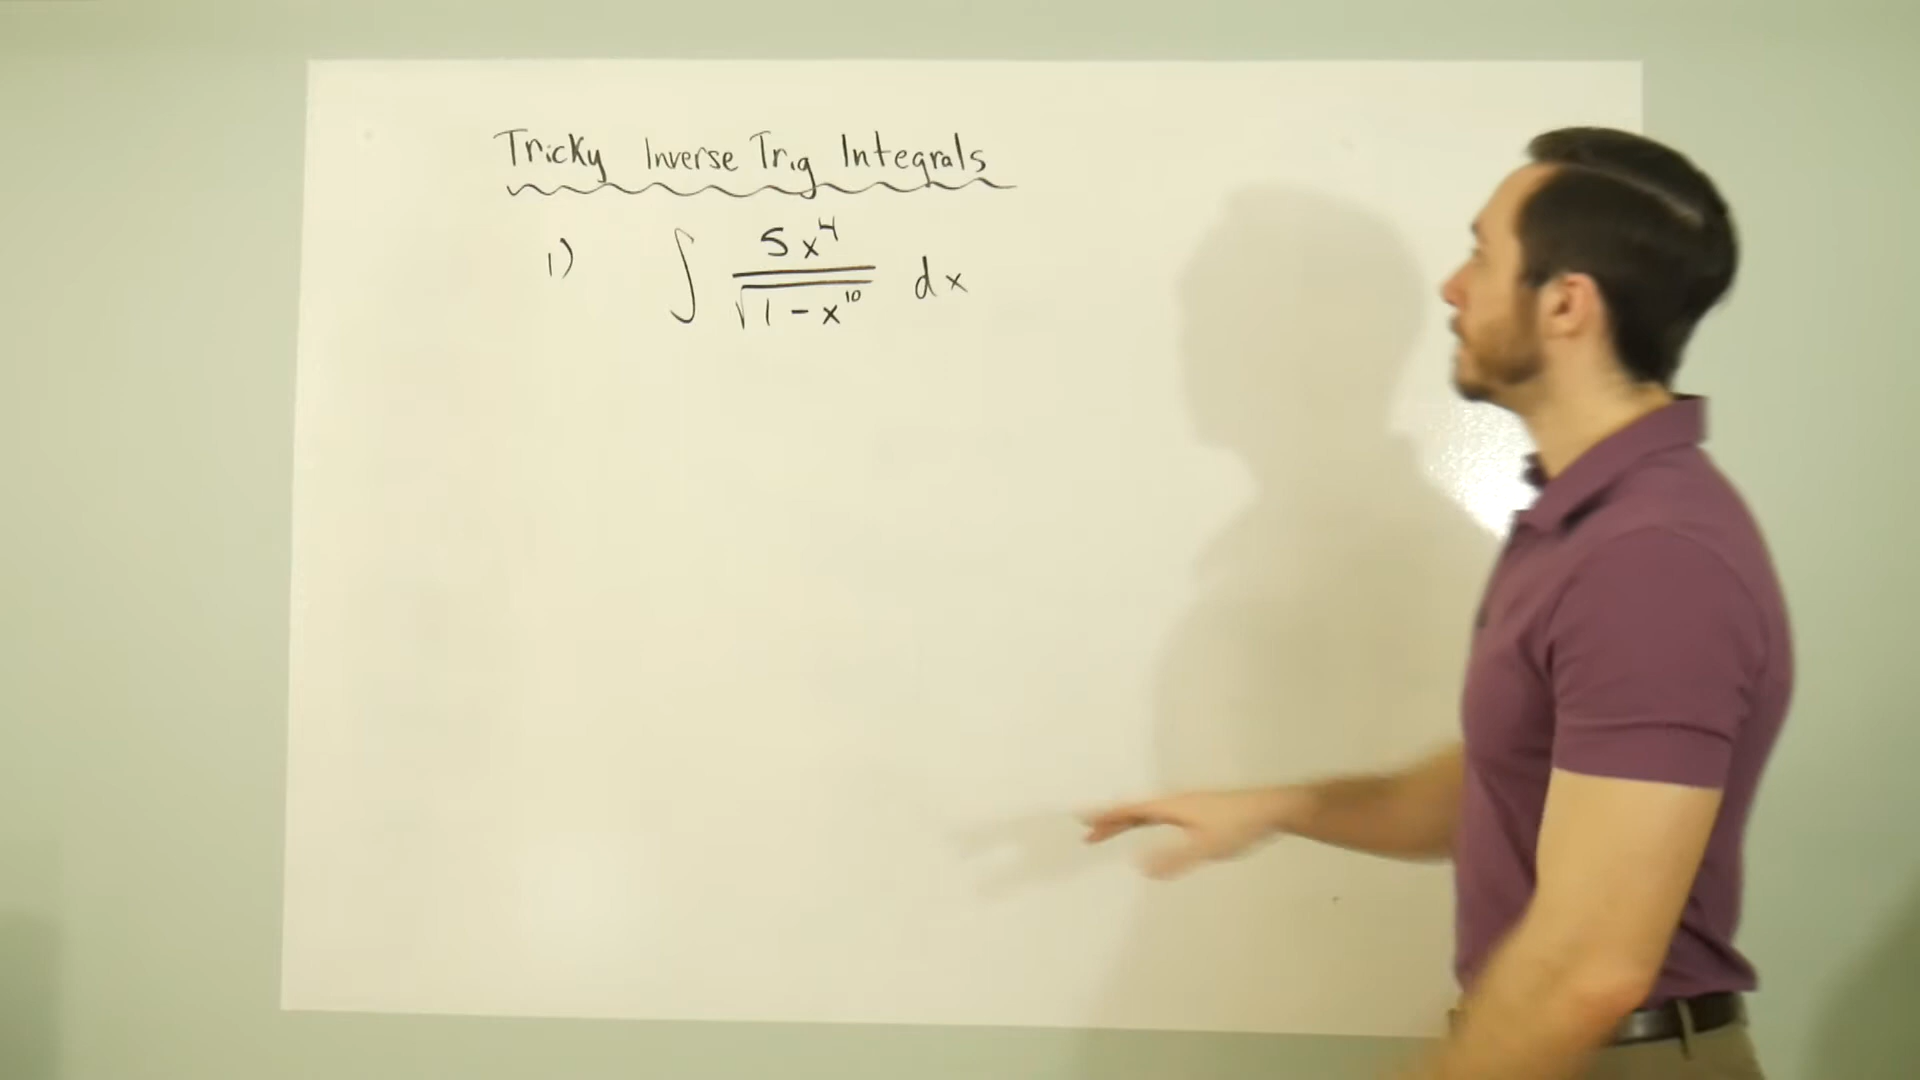 Tricky Inverse Trig Integrals
1) ∫ 5x⁴ / √(1 - x¹⁰) dx